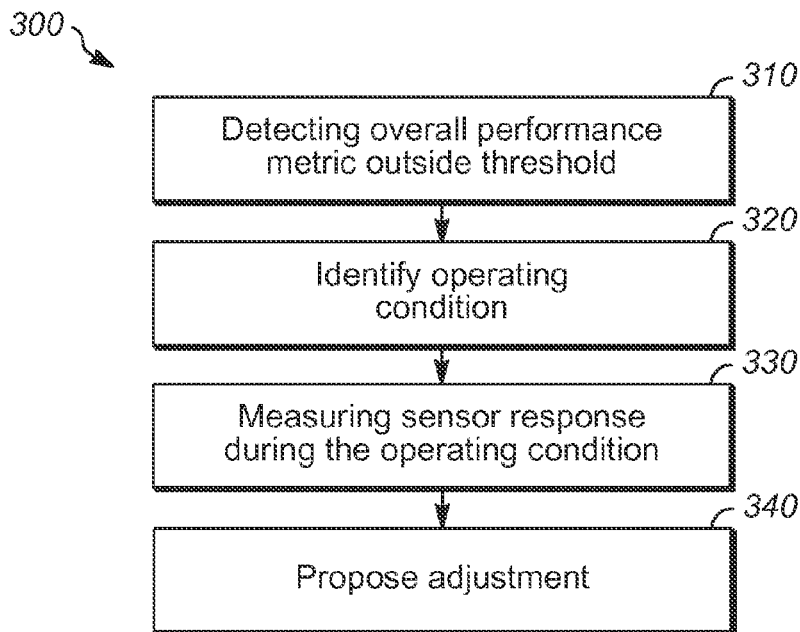 300
310
Detecting overall performance
metric outside threshold
320
Identify operating
condition
330
Measuring sensor response
during the operating condition
340
Propose adjustment